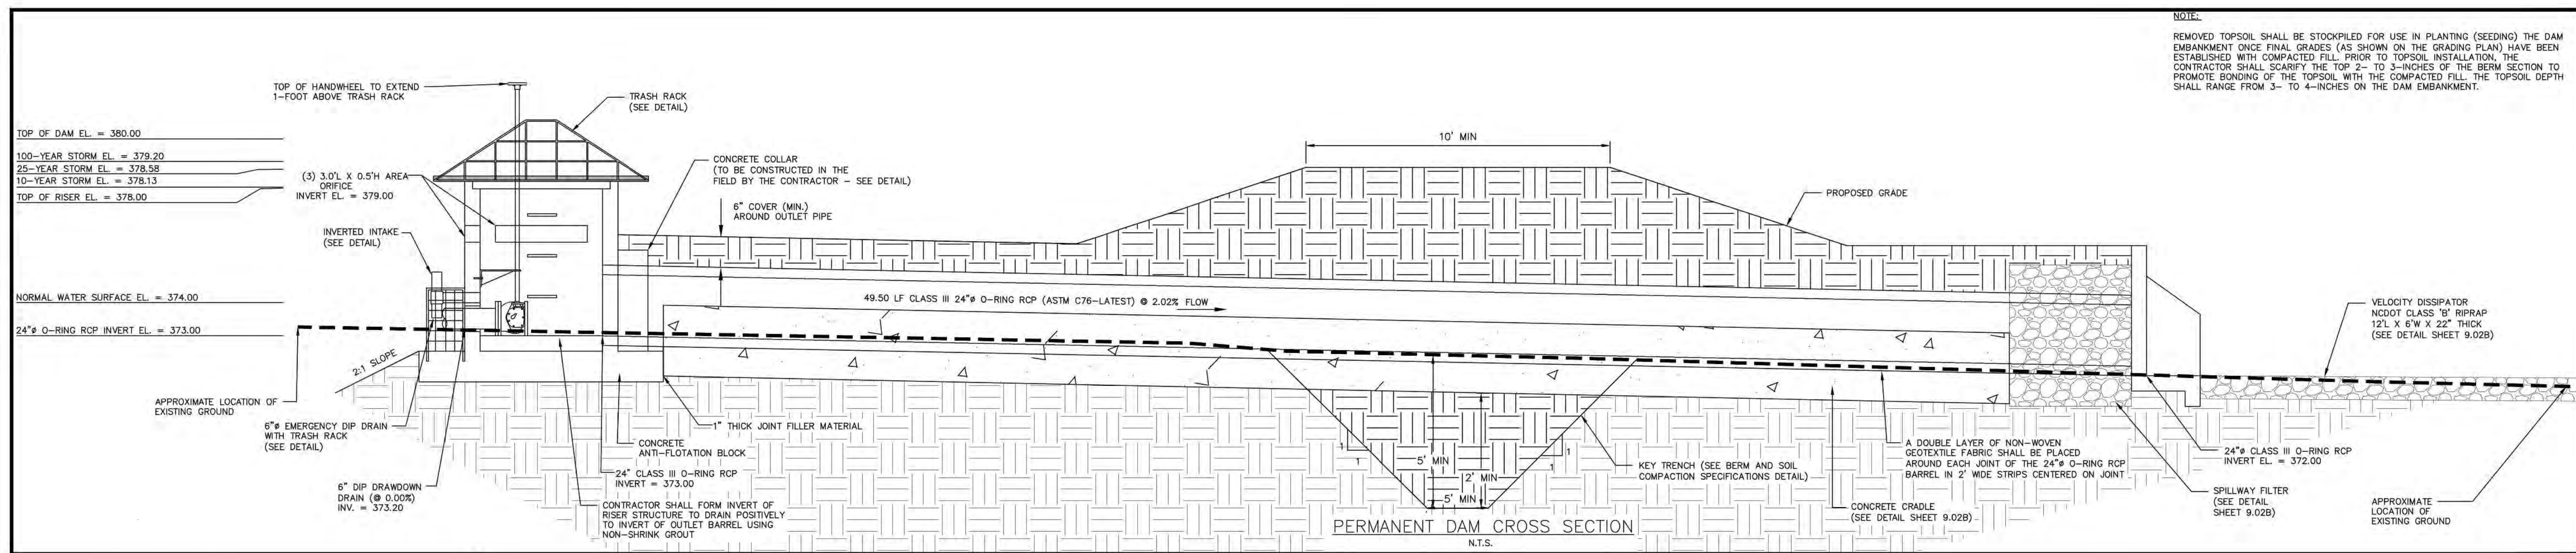 NOTE:
REMOVED TOPSOIL SHALL BE STOCKPILED FOR USE IN PLANTING (SEEDING) THE DAM
EMBANKMENT ONCE FINAL GRADES (AS SHOWN ON THE GRADING PLAN) HAVE BEEN
ESTABLISHED WITH COMPACTED FILL. PRIOR TO TOPSOIL INSTALLATION, THE
CONTRACTOR SHALL SCARIFY THE TOP 2- TO 3-INCHES OF THE BERM SECTION TO
PROMOTE BONDING OF THE TOPSOIL WITH THE COMPACTED FILL. THE TOPSOIL DEPTH
SHALL RANGE FROM 3- TO 4-INCHES ON THE DAM EMBANKMENT.
TOP OF HANDWHEEL TO EXTEND
1-FOOT ABOVE TRASH RACK
TRASH RACK
(SEE DETAIL)
TOP OF DAM EL. = 380.00
100-YEAR STORM EL. = 379.20
25-YEAR STORM EL. = 378.58
10-YEAR STORM EL. = 378.13
TOP OF RISER EL. = 378.00
(3) 3.0'L X 0.5'H AREA
ORIFICE
INVERT EL. = 379.00
CONCRETE COLLAR
(TO BE CONSTRUCTED IN THE
FIELD BY THE CONTRACTOR - SEE DETAIL)
10' MIN
PROPOSED GRADE
6" COVER (MIN.)
AROUND OUTLET PIPE
INVERTED INTAKE
(SEE DETAIL)
NORMAL WATER SURFACE EL. = 374.00
24"ø O-RING RCP INVERT EL. = 373.00
49.50 LF CLASS III 24"ø O-RING RCP (ASTM C76-LATEST) @ 2.02% FLOW
VELOCITY DISSIPATOR
NCDOT CLASS 'B' RIPRAP
12'L X 6'W X 22" THICK
(SEE DETAIL SHEET 9.02B)
2:1 SLOPE
APPROXIMATE LOCATION OF
EXISTING GROUND
6"ø EMERGENCY DIP DRAIN
WITH TRASH RACK
(SEE DETAIL)
6" DIP DRAWDOWN
DRAIN (@ 0.00%)
INV. = 373.20
1" THICK JOINT FILLER MATERIAL
CONCRETE
ANTI-FLOTATION BLOCK
24" CLASS III O-RING RCP
INVERT = 373.00
CONTRACTOR SHALL FORM INVERT OF
RISER STRUCTURE TO DRAIN POSITIVELY
TO INVERT OF OUTLET BARREL USING
NON-SHRINK GROUT
1
1
5' MIN
2' MIN
5' MIN
1
1
KEY TRENCH (SEE BERM AND SOIL
COMPACTION SPECIFICATIONS DETAIL)
CONCRETE CRADLE
(SEE DETAIL SHEET 9.02B)
A DOUBLE LAYER OF NON-WOVEN
GEOTEXTILE FABRIC SHALL BE PLACED
AROUND EACH JOINT OF THE 24"ø O-RING RCP
BARREL IN 2' WIDE STRIPS CENTERED ON JOINT
24"ø CLASS III O-RING RCP
INVERT EL. = 372.00
SPILLWAY FILTER
(SEE DETAIL
SHEET 9.02B)
APPROXIMATE
LOCATION OF
EXISTING GROUND
PERMANENT DAM CROSS SECTION
N.T.S.